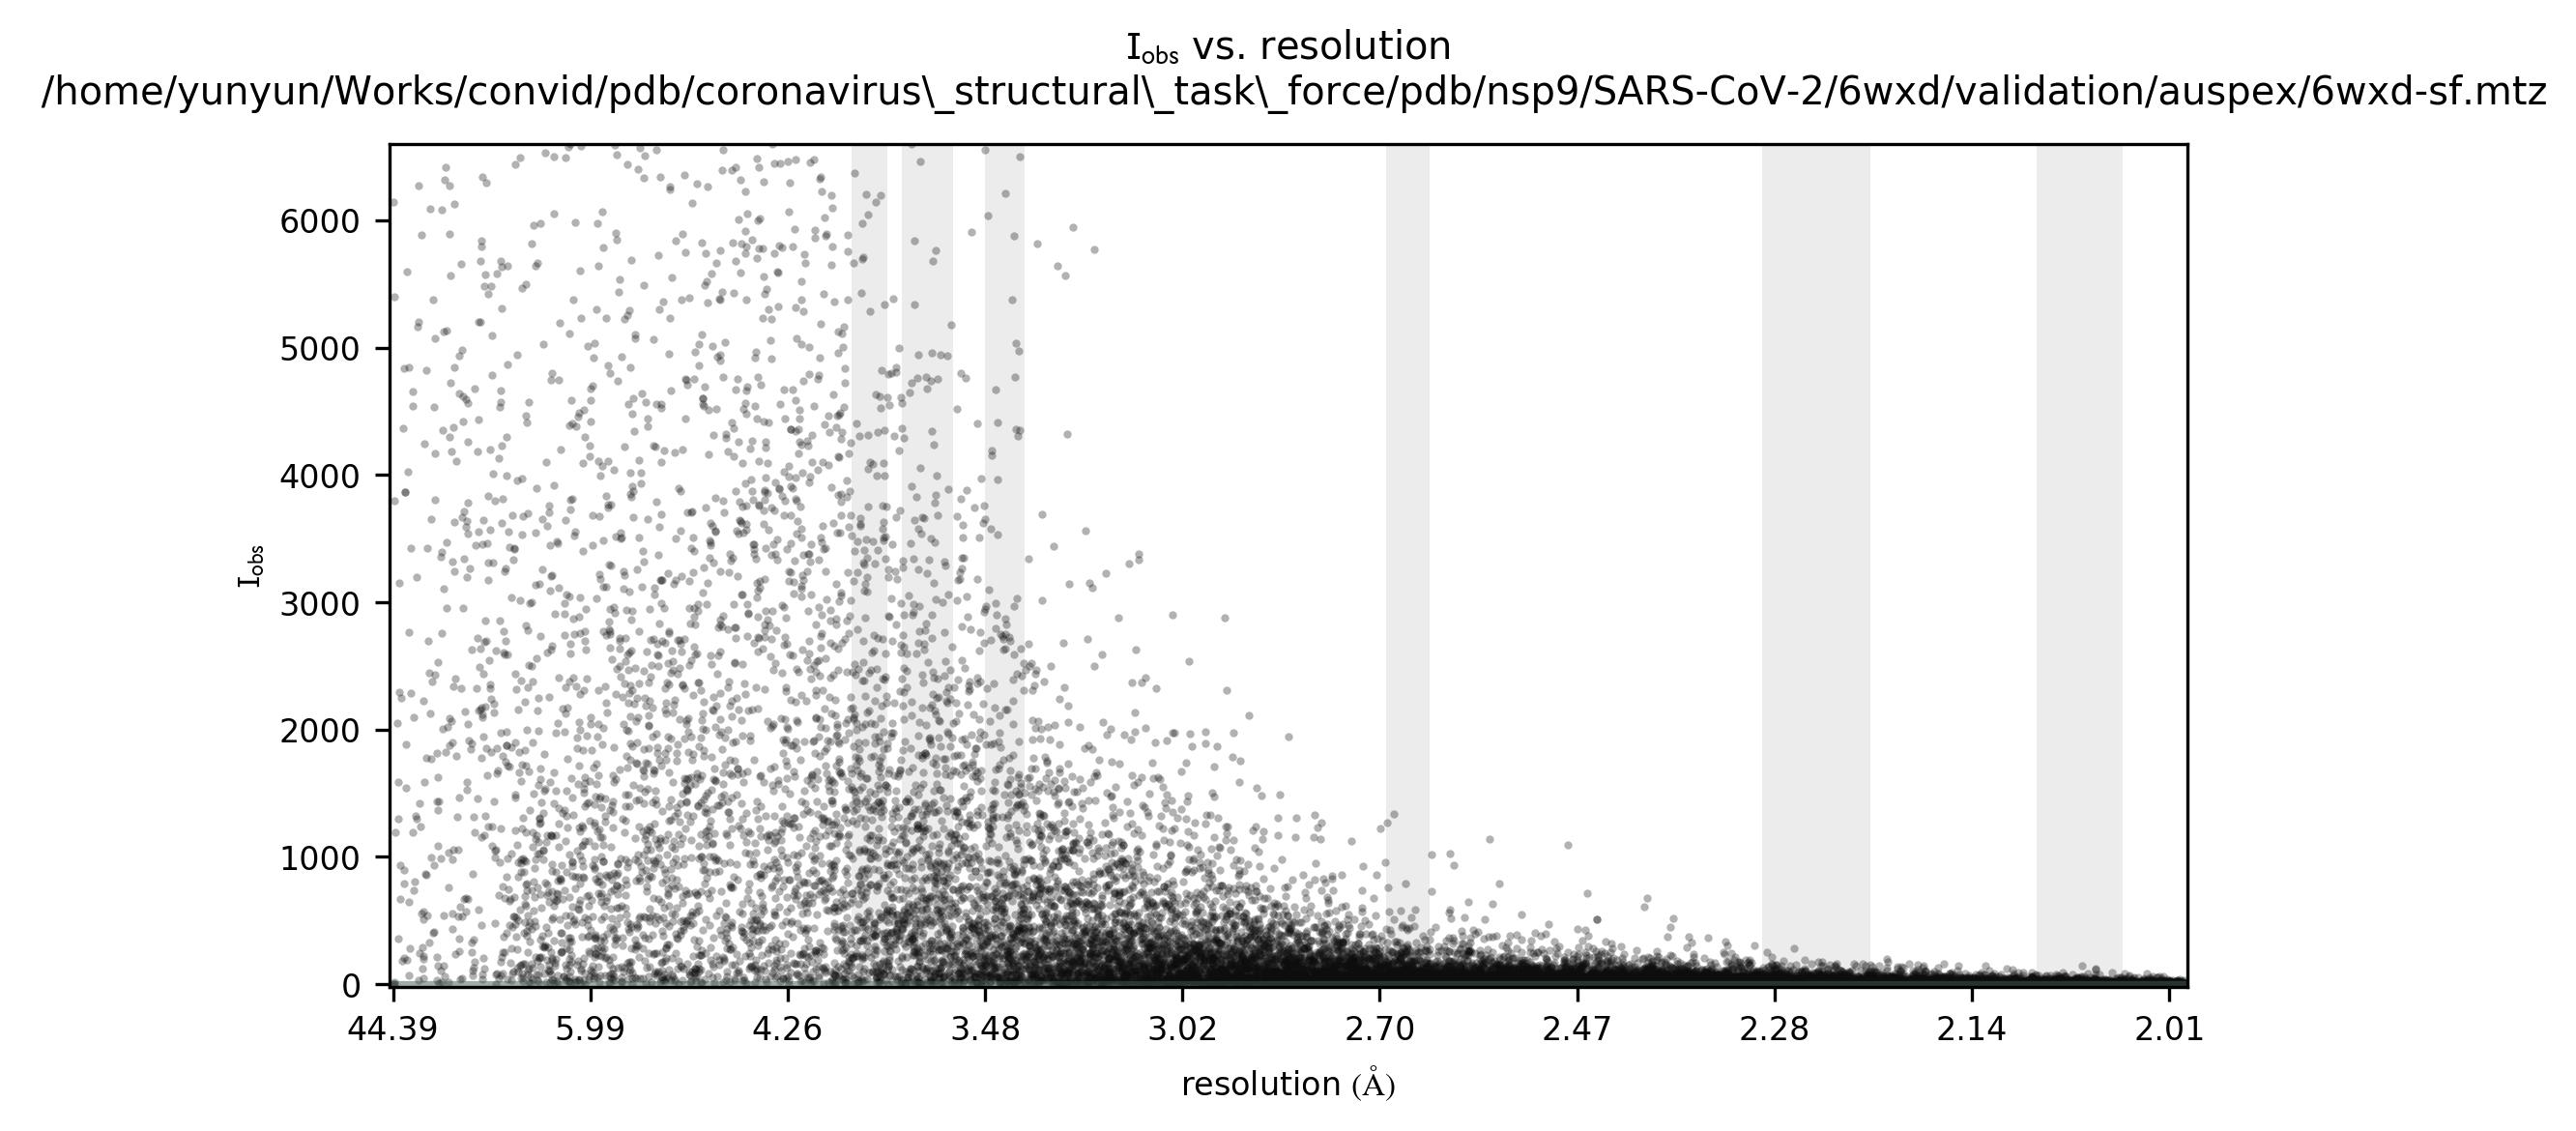 I_obs vs. resolution
/home/yunyun/Works/convid/pdb/coronavirus\_structural\_task\_force/pdb/nsp9/SARS-CoV-2/6wxd/validation/auspex/6wxd-sf.mtz
6000
5000
4000
3000
2000
1000
0
I_obs
44.39 5.99 4.26 3.48 3.02 2.70 2.47 2.28 2.14 2.01
resolution (Å)